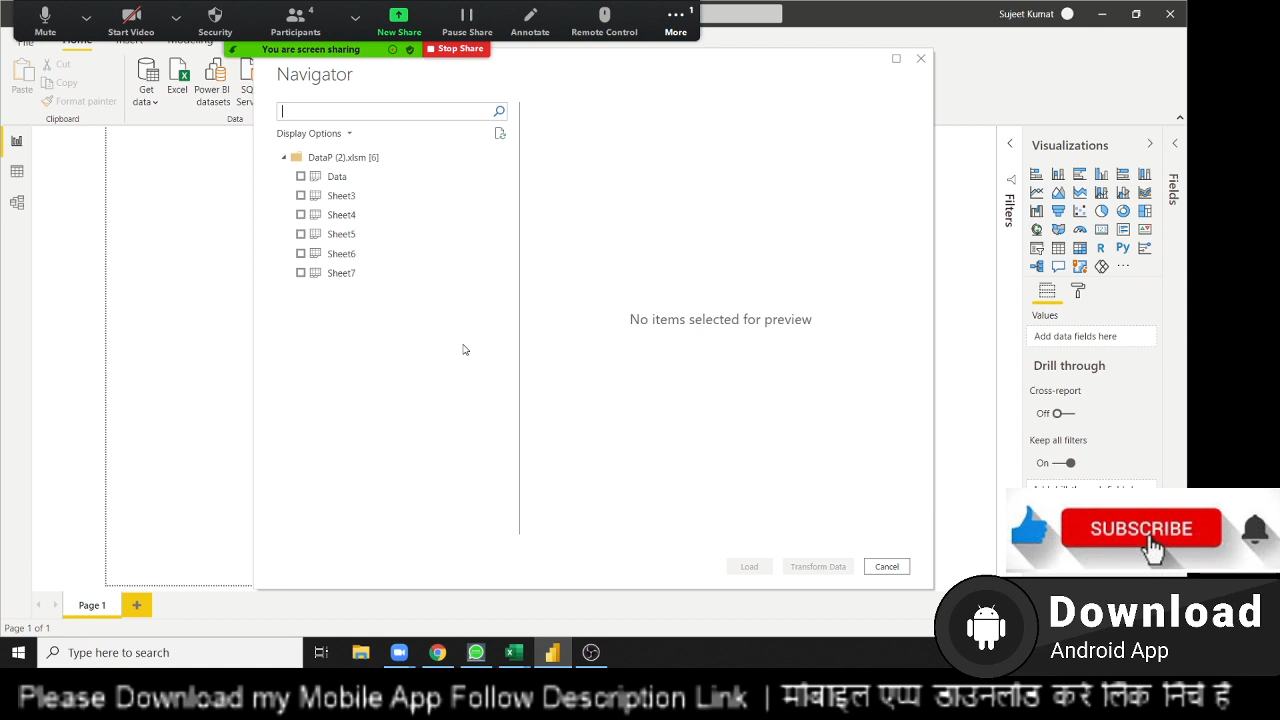 Sujeet Kumat
4
1
Mute
Start Video
Security
Participants
New Share
Pause Share
Annotate
Remote Control
More
You are screen sharing
Stop Share
Paste
Cut
Copy
Format painter
Clipboard
Get data
Excel
Power BI datasets
Data
Navigator
Display Options
DataP (2).xlsm [6]
Data
Sheet3
Sheet4
Sheet5
Sheet6
Sheet7
No items selected for preview
Load
Transform Data
Cancel
Filters
Visualizations
Fields
R
Py
Values
Add data fields here
Drill through
Cross-report
Off
Keep all filters
On
SUBSCRIBE
Download
Android App
Page 1
Page 1 of 1
Type here to search
Please Download my Mobile App Follow Description Link | मोबाइल एप्प डाउनलोड करे लिंक निचे है